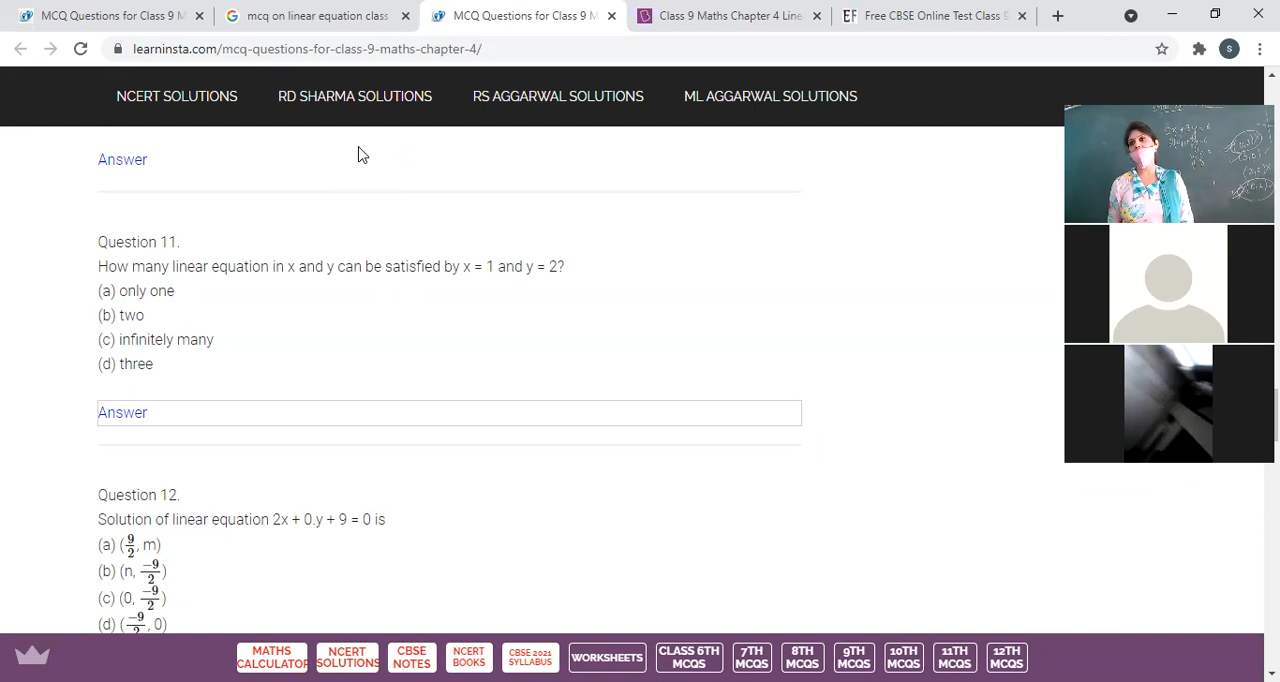 MCQ Questions for Class 9 M
mcq on linear equation class
MCQ Questions for Class 9 M
Class 9 Maths Chapter 4 Line
EF Free CBSE Online Test Class 9
learninsta.com/mcq-questions-for-class-9-maths-chapter-4/
S
NCERT SOLUTIONS RD SHARMA SOLUTIONS RS AGGARWAL SOLUTIONS ML AGGARWAL SOLUTIONS
Answer
Question 11.
How many linear equation in x and y can be satisfied by x = 1 and y = 2?
(a) only one
(b) two
(c) infinitely many
(d) three
Answer
Question 12.
Solution of linear equation 2x + 0.y + 9 = 0 is
(a) (9/2, m)
(b) (n, −9/2)
(c) (0, −9/2)
(d) (−9/2, 0)
MATHS CALCULATOR
NCERT SOLUTIONS
CBSE NOTES
NCERT BOOKS
CBSE 2021 SYLLABUS
WORKSHEETS
CLASS 6TH MCQS
7TH MCQS
8TH MCQS
9TH MCQS
10TH MCQS
11TH MCQS
12TH MCQS